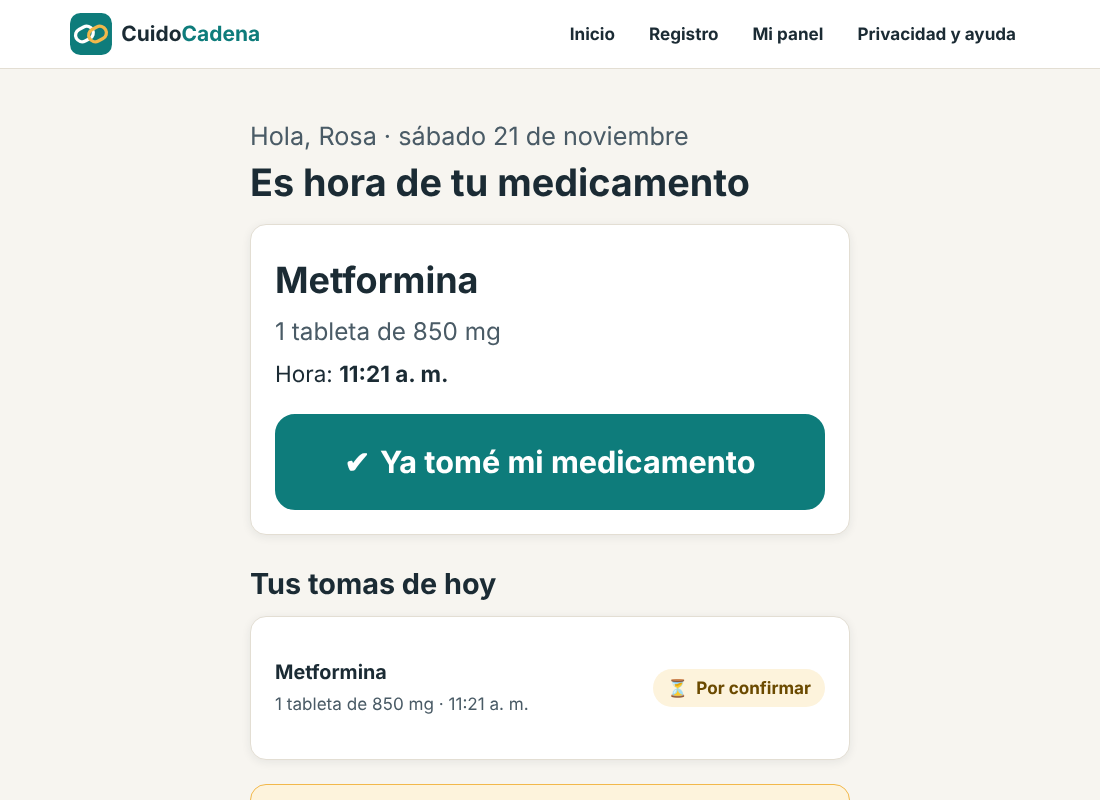 CuidoCadena
Inicio Registro Mi panel Privacidad y ayuda
Hola, Rosa · sábado 21 de noviembre
Es hora de tu medicamento
Metformina
1 tableta de 850 mg
Hora: 11:21 a. m.
✔ Ya tomé mi medicamento
Tus tomas de hoy
Metformina
1 tableta de 850 mg · 11:21 a. m.
⏳ Por confirmar